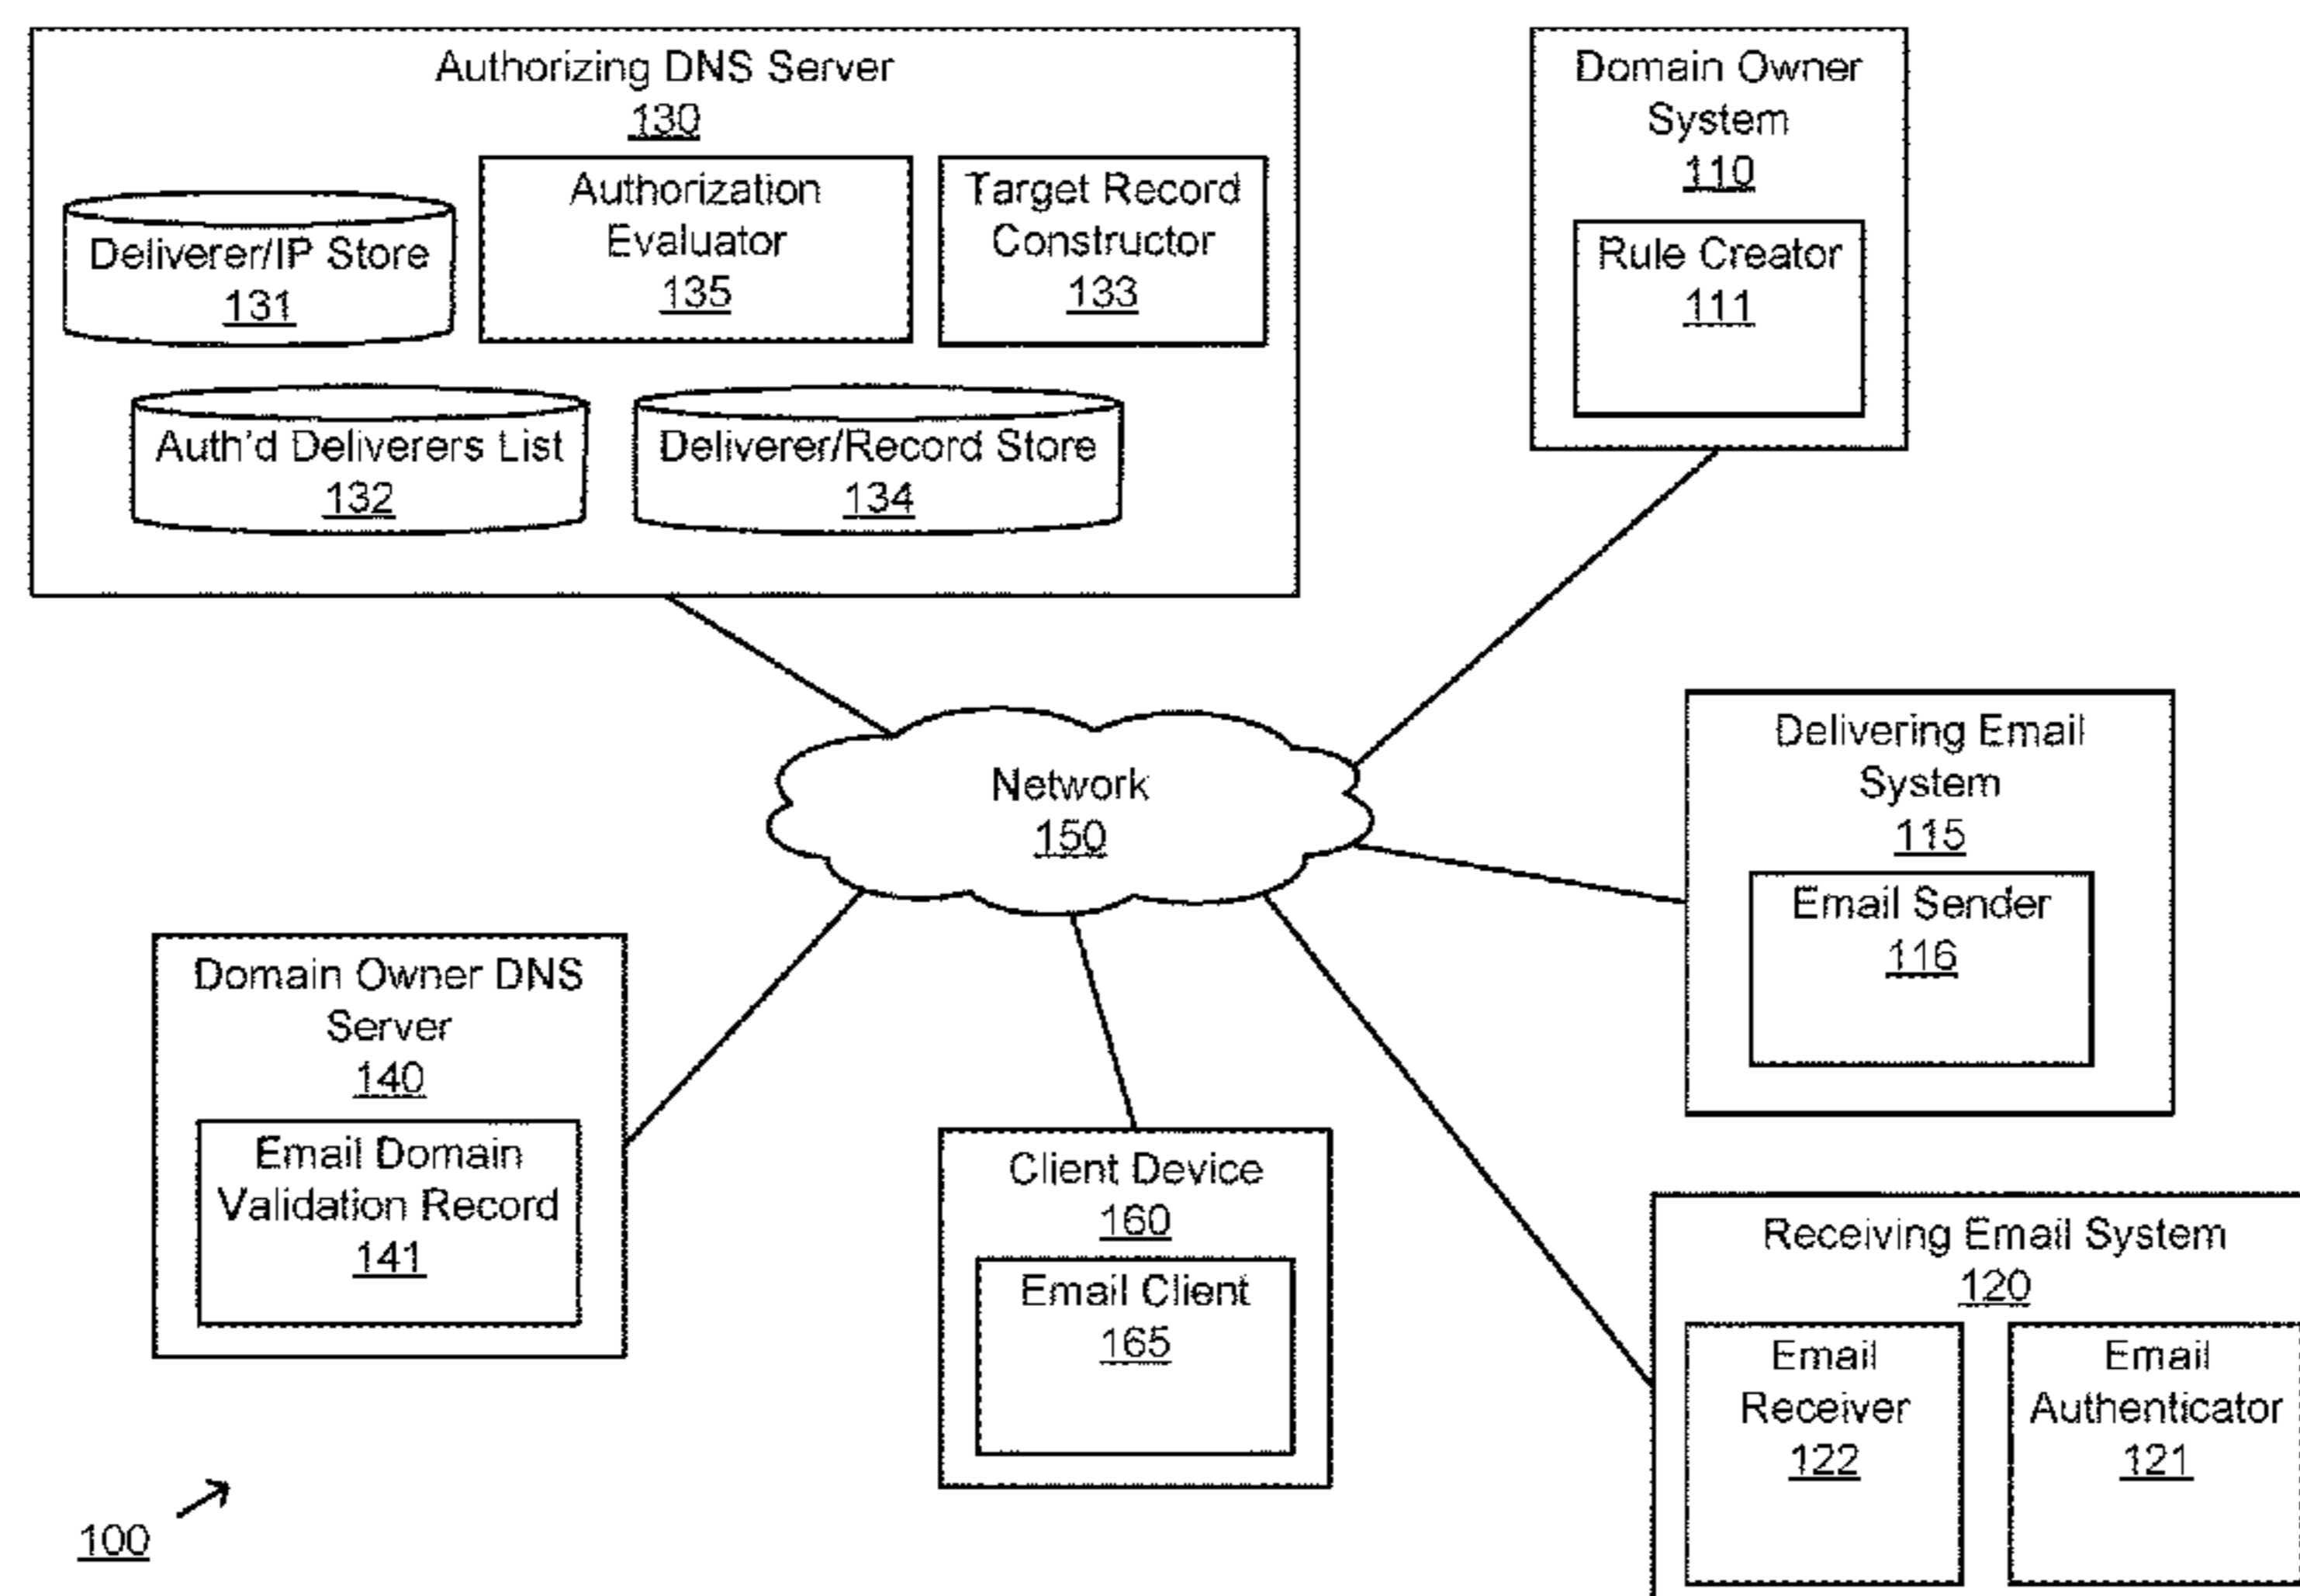 Authorizing DNS Server
130
Deliverer/IP Store
131
Authorization
Evaluator
135
Target Record
Constructor
133
Auth'd Deliverers List
132
Deliverer/Record Store
134
Domain Owner
System
110
Rule Creator
111
Network
150
Delivering Email
System
115
Email Sender
116
Domain Owner DNS
Server
140
Email Domain
Validation Record
141
Client Device
160
Email Client
165
Receiving Email System
120
Email
Receiver
122
Email
Authenticator
121
100